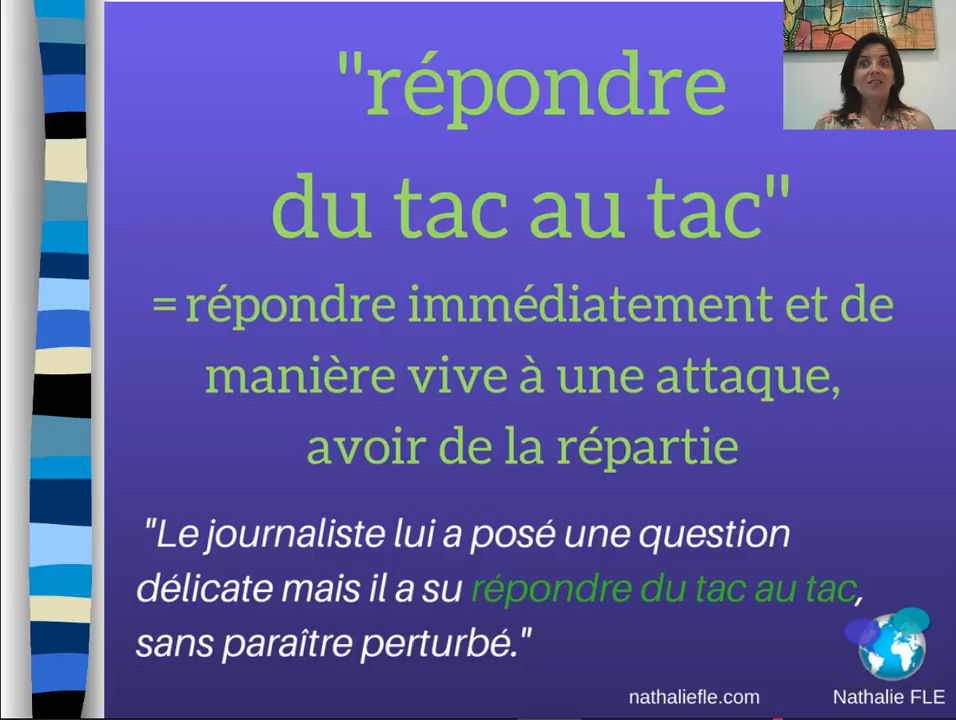 "répondre
du tac au tac"
= répondre immédiatement et de
manière vive à une attaque,
avoir de la répartie
"Le journaliste lui a posé une question
délicate mais il a su répondre du tac au tac,
sans paraître perturbé."
nathaliefle.com
Nathalie FLE